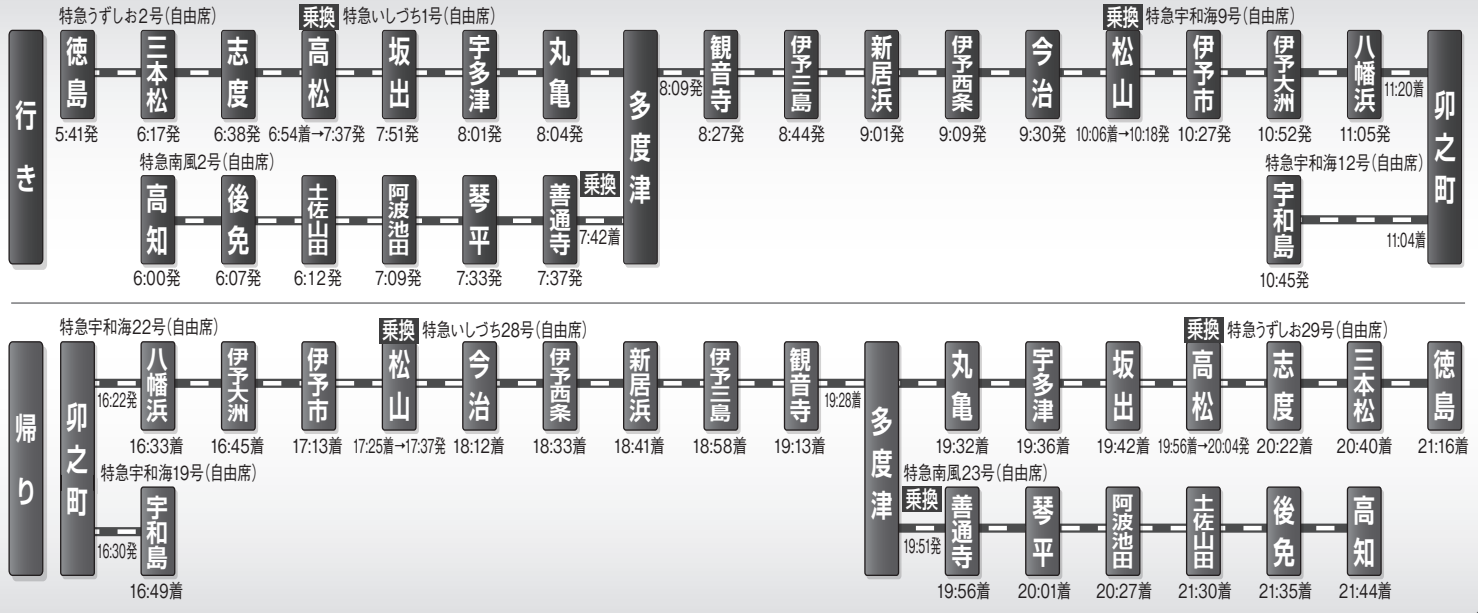 特急うずしお2号(自由席) 乗換 特急いしづち1号(自由席) 乗換 特急宇和海9号(自由席)
行き
徳島 三本松 志度 高松 坂出 宇多津 丸亀 多度津 8:09発 観音寺 伊予三島 新居浜 伊予西条 今治 松山 伊予市 伊予大洲 八幡浜 11:20着 卯之町
5:41発 6:17発 6:38発 6:54着→7:37発 7:51発 8:01発 8:04発 8:27発 8:44発 9:01発 9:09発 9:30発 10:06着→10:18発 10:27発 10:52発 11:05発
特急南風2号(自由席) 特急宇和海12号(自由席)
高知 後免 土佐山田 阿波池田 琴平 善通寺 乗換 7:42着 宇和島 11:04着
6:00発 6:07発 6:12発 7:09発 7:33発 7:37発 10:45発
特急宇和海22号(自由席) 乗換 特急いしづち28号(自由席) 乗換 特急うずしお29号(自由席)
帰り
卯之町 16:22発 八幡浜 伊予大洲 伊予市 松山 今治 伊予西条 新居浜 伊予三島 観音寺 19:28着 多度津 丸亀 宇多津 坂出 高松 志度 三本松 徳島
16:33着 16:45着 17:13着 17:25着→17:37発 18:12着 18:33着 18:41着 18:58着 19:13着 19:32着 19:36着 19:42着 19:56着→20:04発 20:22着 20:40着 21:16着
特急宇和海19号(自由席) 特急南風23号(自由席)
16:30発 宇和島 乗換 19:51発 善通寺 琴平 阿波池田 土佐山田 後免 高知
16:49着 19:56着 20:01着 20:27着 21:30着 21:35着 21:44着